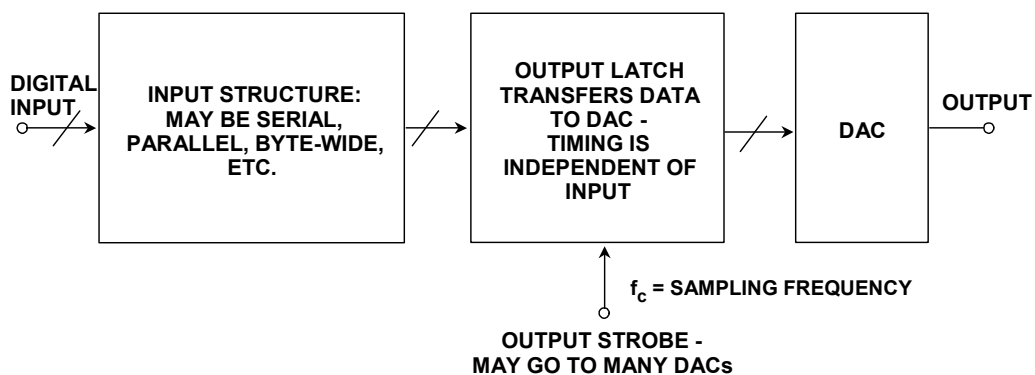 DIGITAL
INPUT
INPUT STRUCTURE:
MAY BE SERIAL,
PARALLEL, BYTE-WIDE,
ETC.
OUTPUT LATCH
TRANSFERS DATA
TO DAC -
TIMING IS
INDEPENDENT OF
INPUT
DAC
OUTPUT
fc = SAMPLING FREQUENCY
OUTPUT STROBE -
MAY GO TO MANY DACs